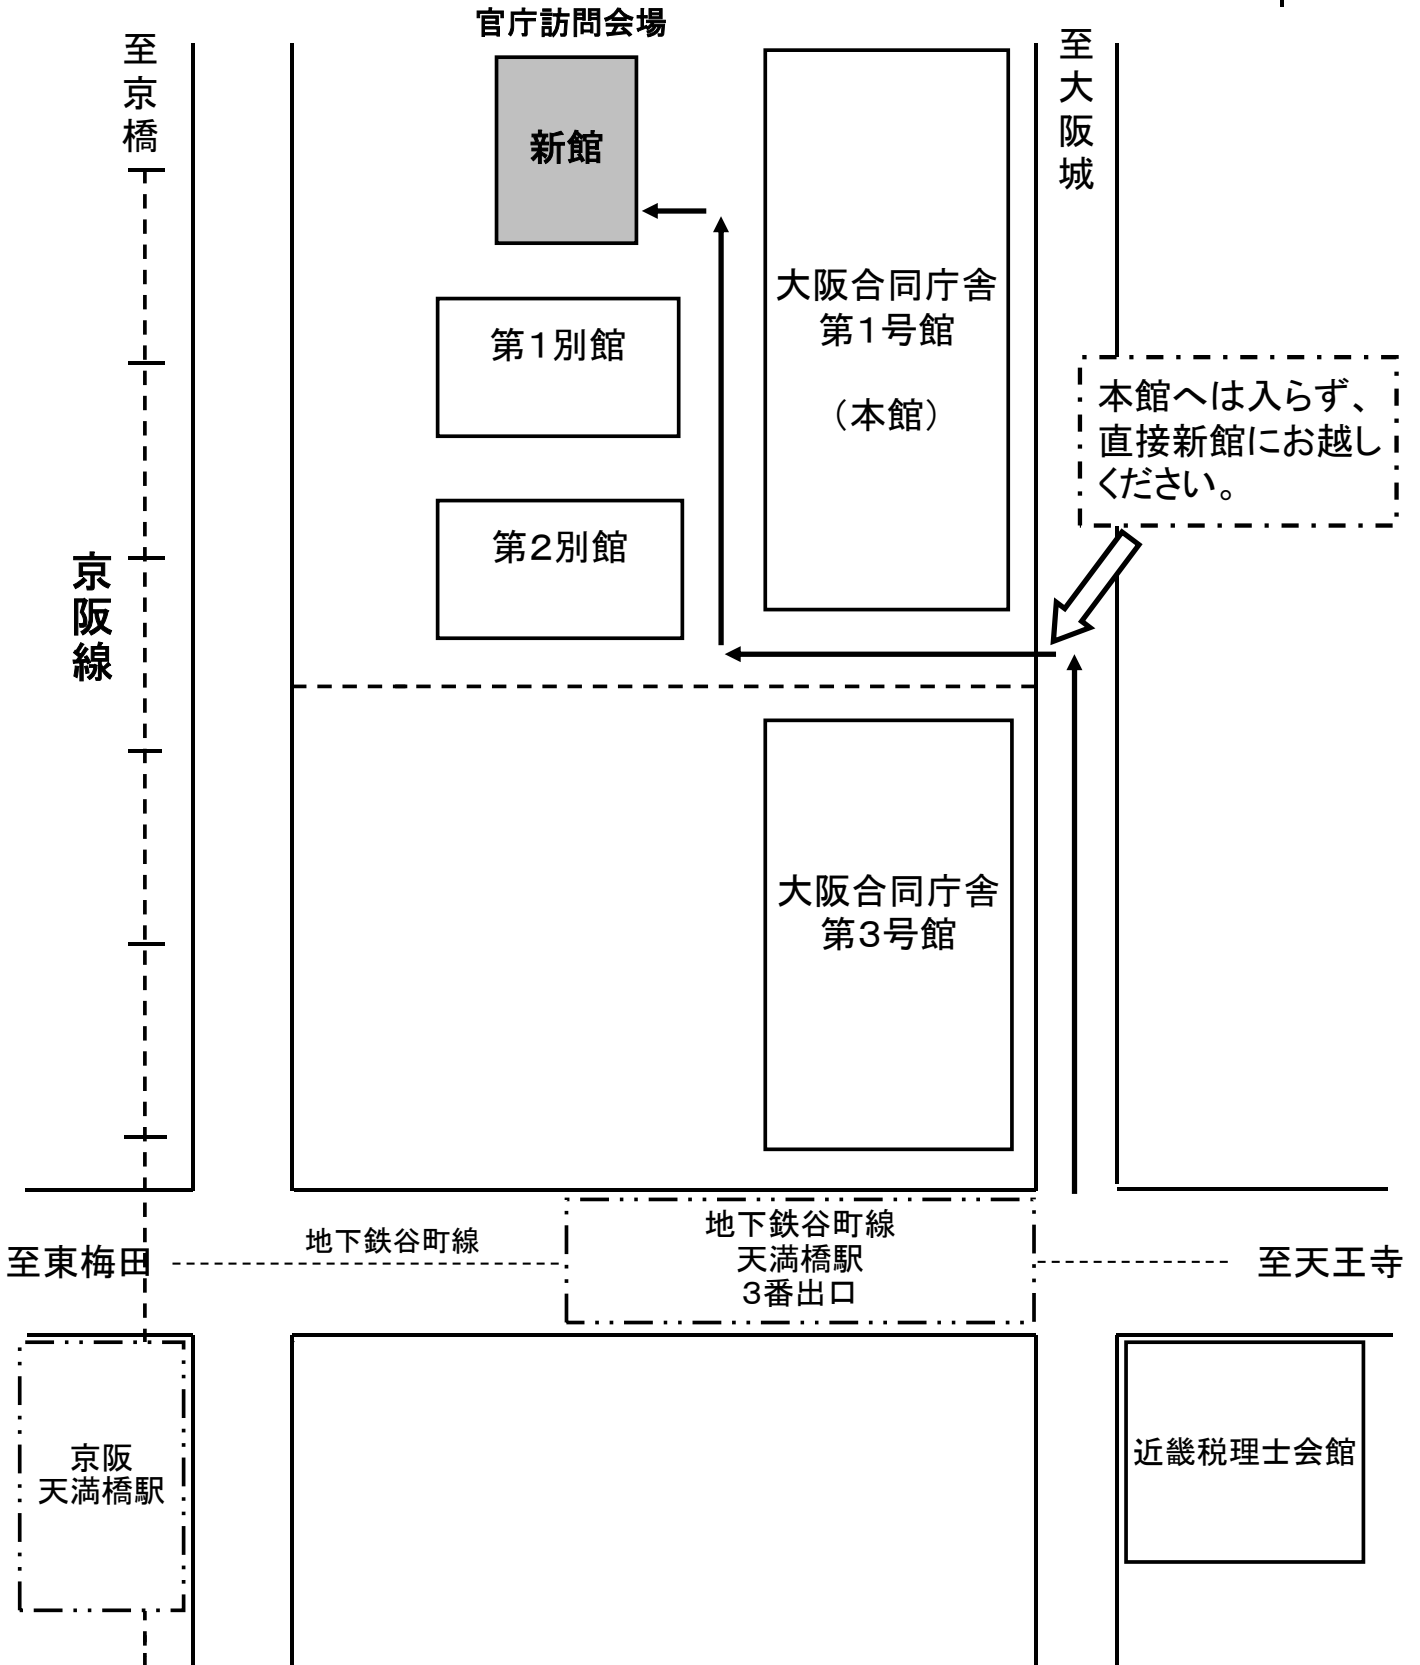 官庁訪問会場
至京橋
至大阪城
新館
大阪合同庁舎
第1号館
（本館）
第1別館
本館へは入らず、
直接新館にお越し
ください。
第2別館
京阪線
大阪合同庁舎
第3号館
地下鉄谷町線
天満橋駅
3番出口
地下鉄谷町線
至東梅田
至天王寺
京阪
天満橋駅
近畿税理士会館